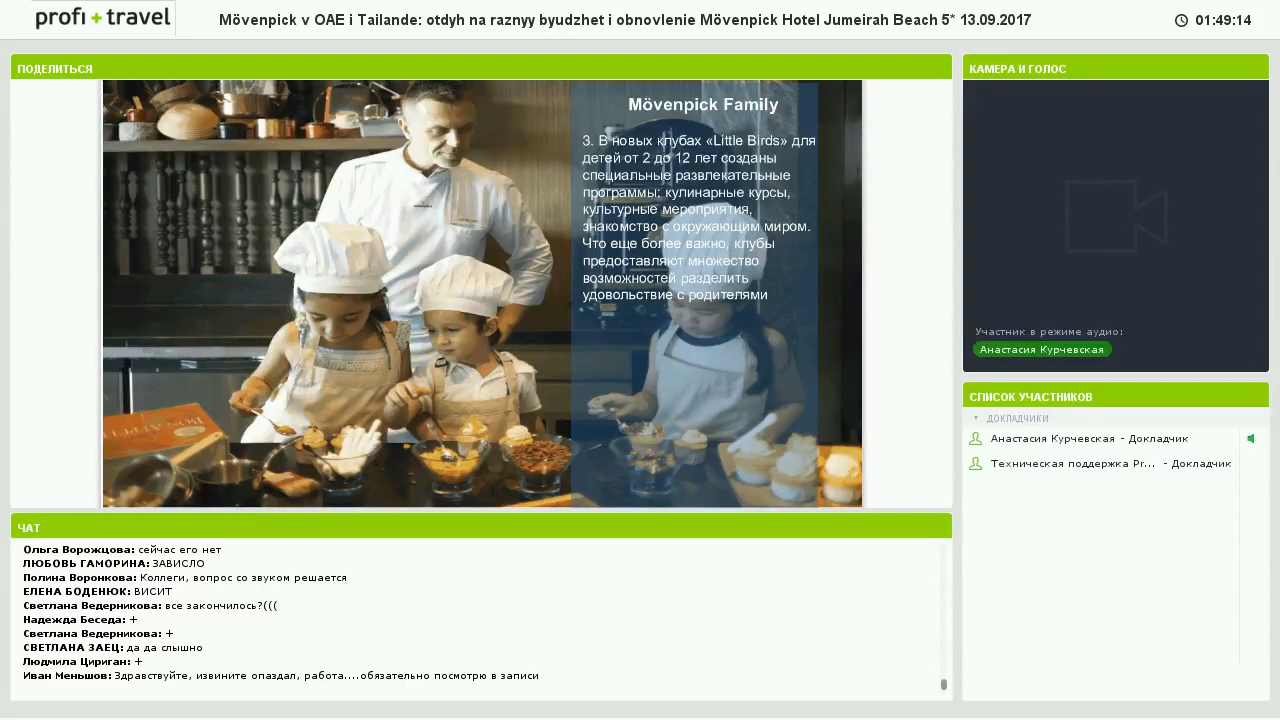 profi + travel
Mövenpick v OAE i Tailande: otdyh na raznyy byudzhet i obnovlenie Mövenpick Hotel Jumeirah Beach 5* 13.09.2017
01:49:14
ПОДЕЛИТЬСЯ
Mövenpick Family
3. В новых клубах «Little Birds» для
детей от 2 до 12 лет созданы
специальные развлекательные
программы: кулинарные курсы,
культурные мероприятия,
знакомство с окружающим миром.
Что еще более важно, клубы
предоставляют множество
возможностей разделить
удовольствие с родителями
BON APPETIT
ЧАТ
Ольга Ворожцова: сейчас его нет
ЛЮБОВЬ ГАМОРИНА: ЗАВИСЛО
Полина Воронкова: Коллеги, вопрос со звуком решается
ЕЛЕНА БОДЕНЮК: ВИСИТ
Светлана Ведерникова: все закончилось?(((
Надежда Беседа: +
Светлана Ведерникова: +
СВЕТЛАНА ЗАЕЦ: да да слышно
Людмила Цириган: +
Иван Меньшов: Здравствуйте, извините опаздал, работа....обязательно посмотрю в записи
КАМЕРА И ГОЛОС
Участник в режиме аудио:
Анастасия Курчевская
СПИСОК УЧАСТНИКОВ
ДОКЛАДЧИКИ
Анастасия Курчевская - Докладчик
Техническая поддержка Pr... - Докладчик